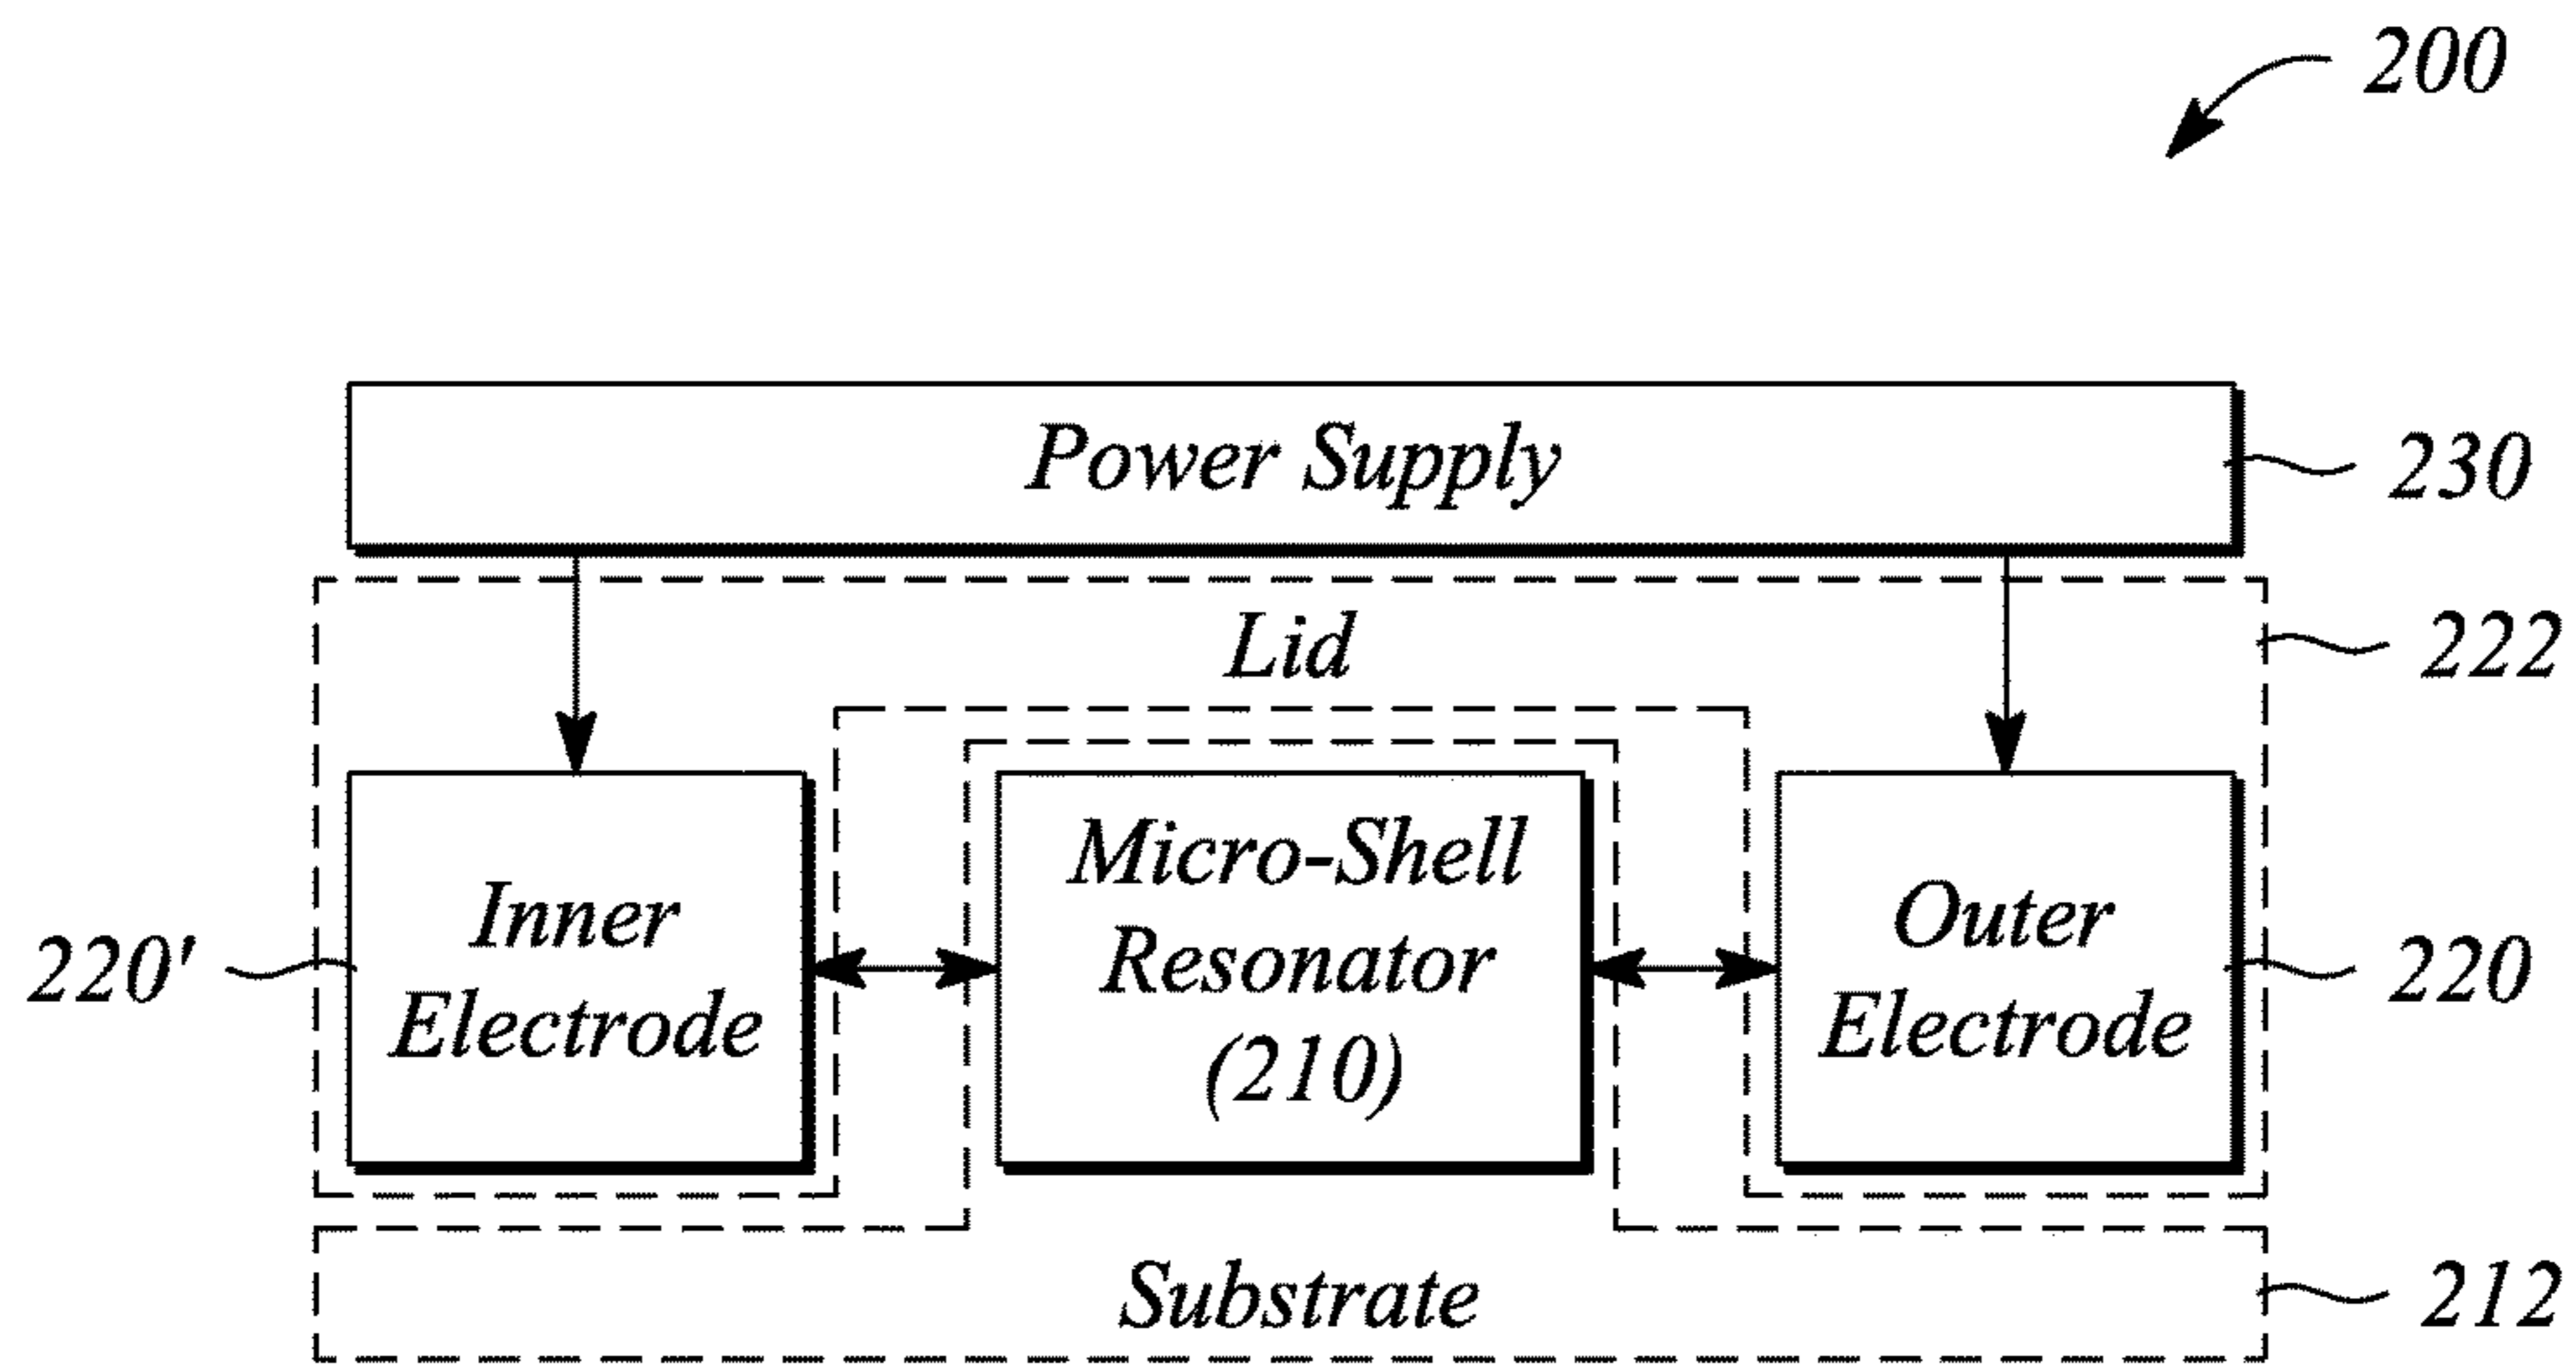 200
Power Supply
230
Lid
222
Inner
Electrode
220'
Micro-Shell
Resonator
(210)
Outer
Electrode
220
Substrate
212